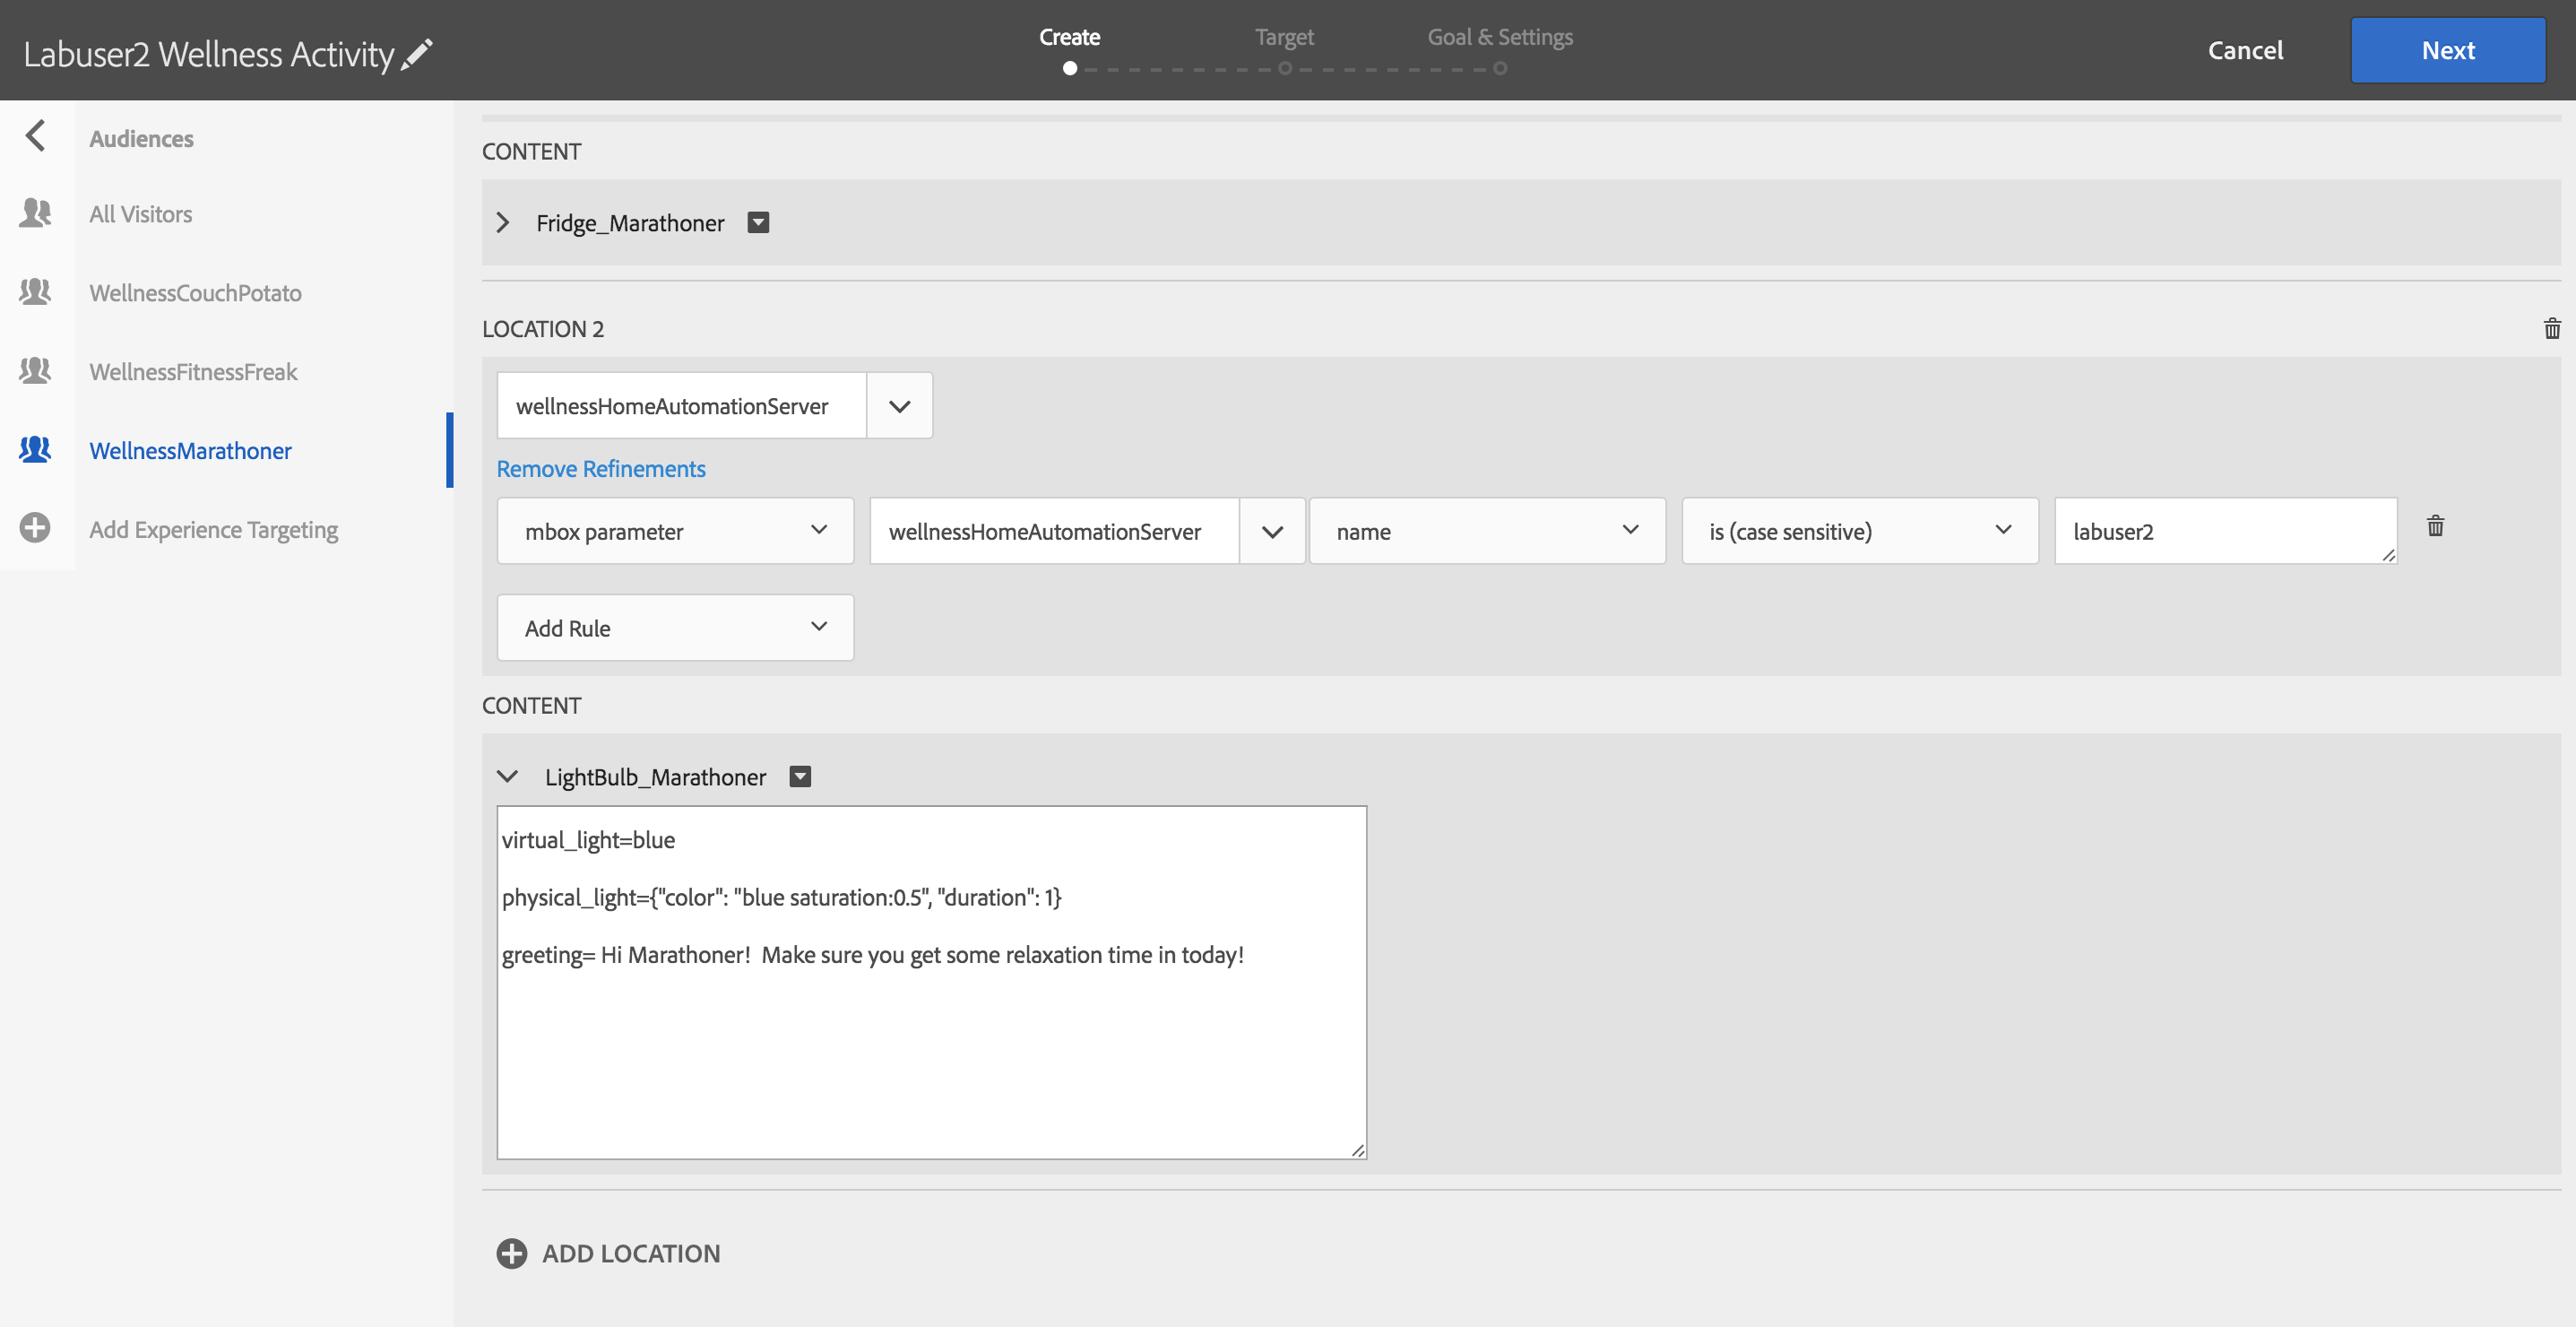 Labuser2 Wellness Activity
Create
Target
Goal & Settings
Cancel
Next
Audiences
All Visitors
WellnessCouchPotato
WellnessFitnessFreak
WellnessMarathoner
Add Experience Targeting
CONTENT
Fridge_Marathoner
LOCATION 2
wellnessHomeAutomationServer
Remove Refinements
mbox parameter
wellnessHomeAutomationServer
name
is (case sensitive)
labuser2
Add Rule
CONTENT
LightBulb_Marathoner
virtual_light=blue
physical_light={"color": "blue saturation:0.5", "duration": 1}
greeting= Hi Marathoner!  Make sure you get some relaxation time in today!
ADD LOCATION